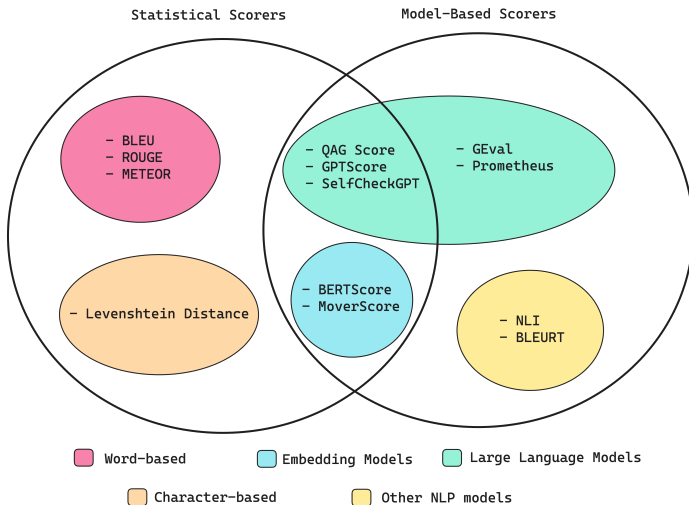 Statistical Scorers
Model-Based Scorers
- BLEU
- ROUGE
- METEOR
- QAG Score
- GPTScore
- SelfCheckGPT
- GEval
- Prometheus
- Levenshtein Distance
- BERTScore
- MoverScore
- NLI
- BLEURT
Word-based
Embedding Models
Large Language Models
Character-based
Other NLP models